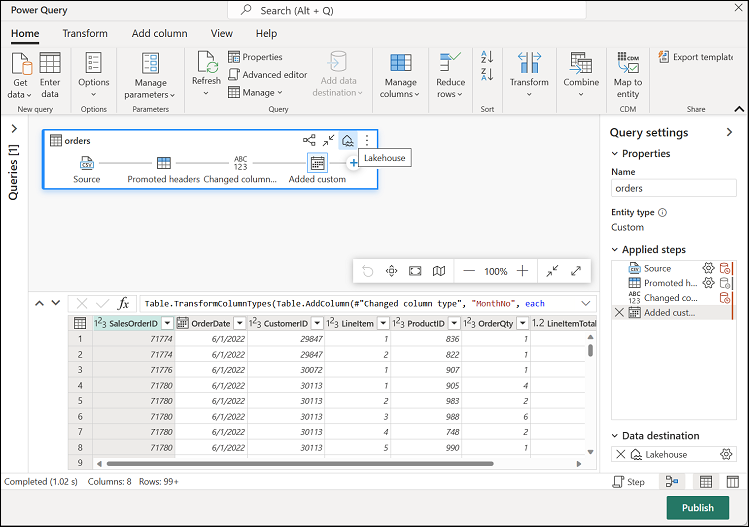 Power Query
Search (Alt + Q)
Home Transform Add column View Help
Get data
Enter data
New query
Options
Options
Manage parameters
Parameters
Refresh
Properties
Advanced editor
Manage
Add data destination
Query
Manage columns
Reduce rows
Sort
Transform
Combine
Map to entity
CDM
CDM
Export template
Share
Queries [1]
orders
Lakehouse
ABC
123
Source Promoted headers Changed column... Added custom
100%
fx Table.TransformColumnTypes(Table.AddColumn(#"Changed column type", "MonthNo", each
SalesOrderID OrderDate CustomerID LineItem ProductID OrderQty 1.2 LineItemTotal
1 71774 6/1/2022 29847 1 836 1
2 71774 6/1/2022 29847 2 822 1
3 71776 6/1/2022 30072 1 907 1
4 71780 6/1/2022 30113 1 905 4
5 71780 6/1/2022 30113 2 983 2
6 71780 6/1/2022 30113 3 988 6
7 71780 6/1/2022 30113 4 748 2
8 71780 6/1/2022 30113 5 990 1
9
Query settings
Properties
Name
orders
Entity type
Custom
Applied steps
Source
Promoted h...
Changed co...
Added cust...
Data destination
Lakehouse
Completed (1.02 s) Columns: 8 Rows: 99+
Step
Publish